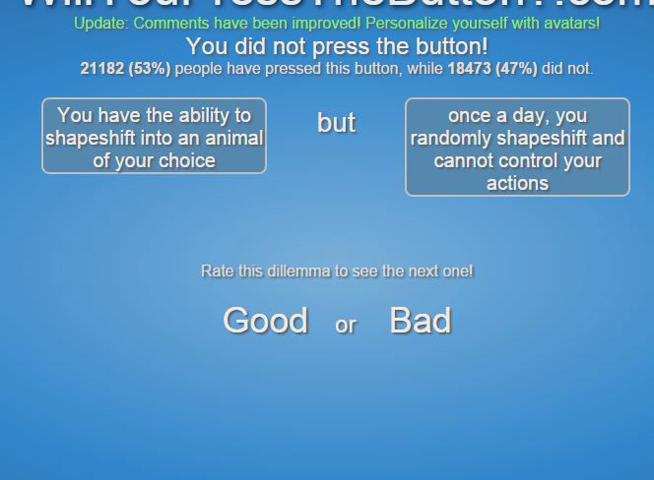 Update: Comments have been improved! Personalize yourself with avatars!
You did not press the button!
21182 (53%) people have pressed this button, while 18473 (47%) did not.
You have the ability to
shapeshift into an animal
of your choice
but
once a day, you
randomly shapeshift and
cannot control your
actions
Rate this dillemma to see the next one!
Good or Bad